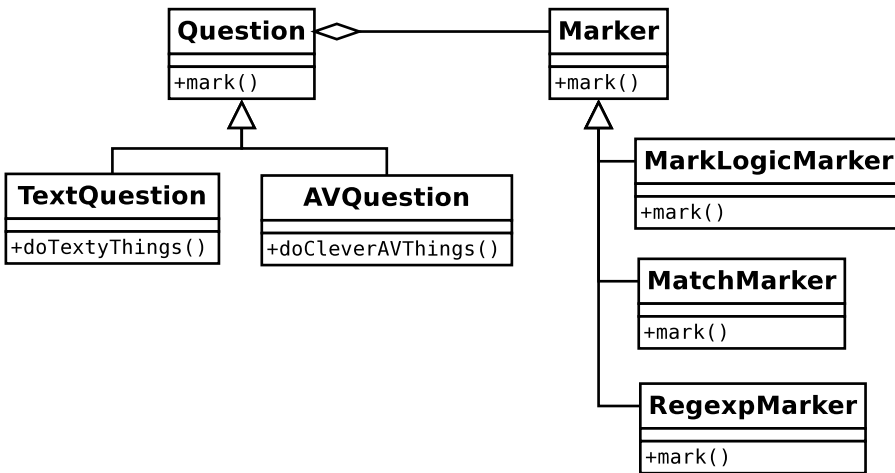 Question
+mark()
Marker
+mark()
TextQuestion
+doTextyThings()
AVQuestion
+doCleverAVThings()
MarkLogicMarker
+mark()
MatchMarker
+mark()
RegexpMarker
+mark()